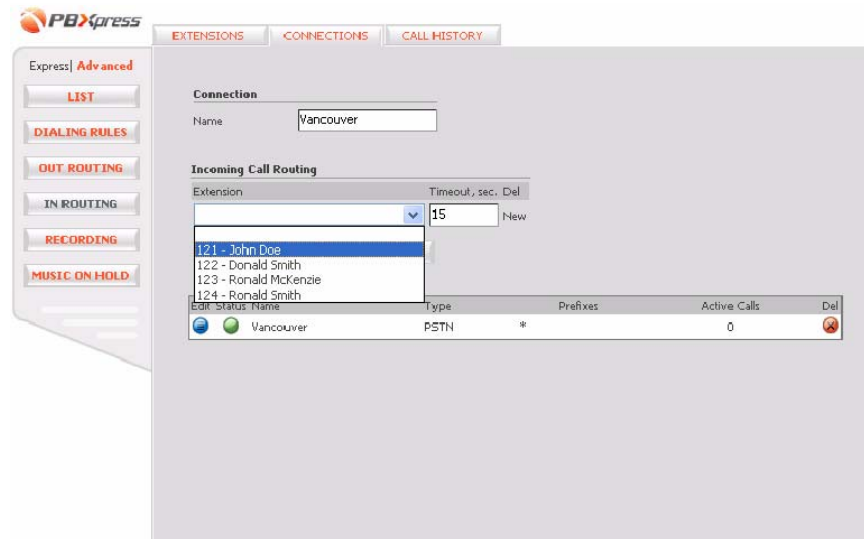 PBXpress
EXTENSIONS CONNECTIONS CALL HISTORY
Express| Advanced
LIST
DIALING RULES
OUT ROUTING
IN ROUTING
RECORDING
MUSIC ON HOLD
Connection
Name Vancouver
Incoming Call Routing
Extension Timeout, sec. Del
15 New
121 - John Doe
122 - Donald Smith
123 - Ronald McKenzie
124 - Ronald Smith
Edit Status Name Type Prefixes Active Calls Del
Vancouver PSTN * 0